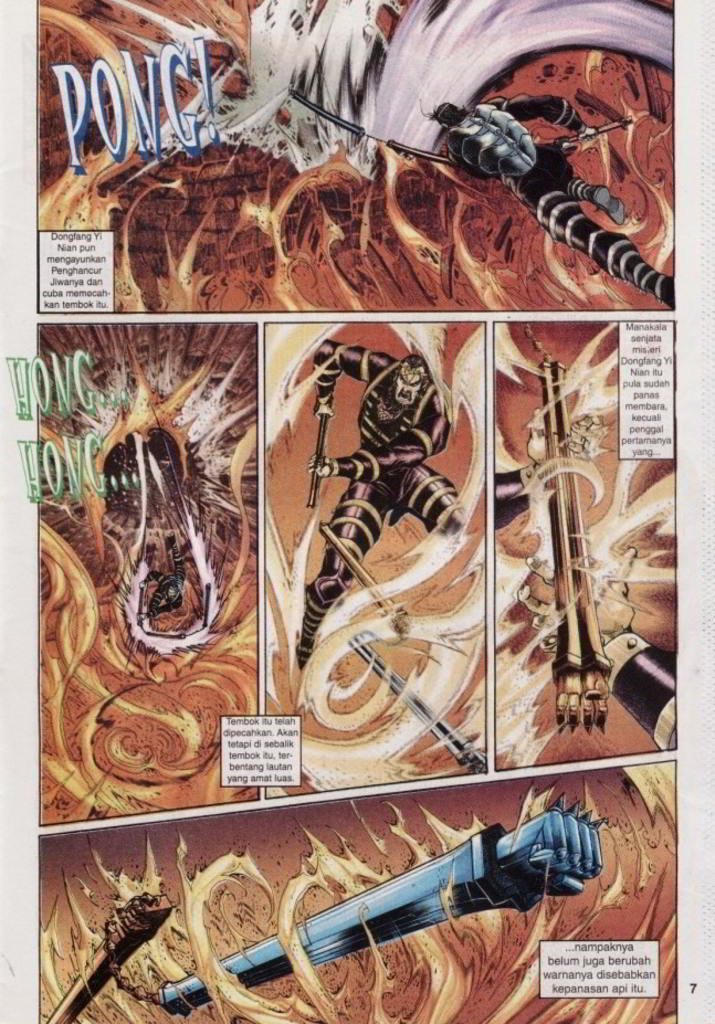 PONG!
Dongfang Yi
Nian pun
mengayunkan
Penghancur
Jiwanya dan
cuba memecah-
kan tembok itu.
HONG...
HONG...
Tembok itu telah
dipecahkan. Akan
tetapi di sebalik
tembok itu, ter-
bentang lautan
yang amat luas.
Manakala
senjata
misteri
Dongfang Yi
Nian itu
pula sudah
panas
membara,
kecuali
penggal
pertamanya
yang...
...nampaknya
belum juga berubah
warnanya disebabkan
kepanasan api itu.
7